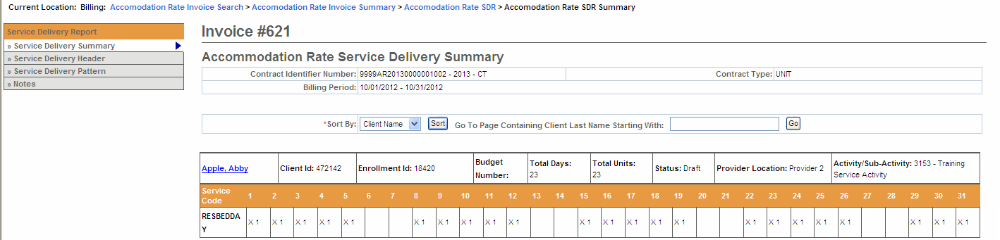 Current Location: Billing: Accomodation Rate Invoice Search > Accomodation Rate Invoice Summary > Accomodation Rate SDR > Accomodation Rate SDR Summary
Service Delivery Report
» Service Delivery Summary
» Service Delivery Header
» Service Delivery Pattern
» Notes
Invoice #621
Accommodation Rate Service Delivery Summary
Contract Identifier Number: 9999AR20130000001002 - 2013 - CT Contract Type: UNIT
Billing Period: 10/01/2012 - 10/31/2012
*Sort By: Client Name Sort Go To Page Containing Client Last Name Starting With: Go
Apple, Abby Client Id: 472142 Enrollment Id: 18420 Budget Number: Total Days: 23 Total Units: 23 Status: Draft Provider Location: Provider 2 Activity/Sub-Activity: 3153 - Training Service Activity
Service Code 1 2 3 4 5 6 7 8 9 10 11 12 13 14 15 16 17 18 19 20 21 22 23 24 25 26 27 28 29 30 31
RESBEDDAY X 1 X 1 X 1 X 1 X 1 X 1 X 1 X 1 X 1 X 1 X 1 X 1 X 1 X 1 X 1 X 1 X 1 X 1 X 1 X 1 X 1 X 1 X 1